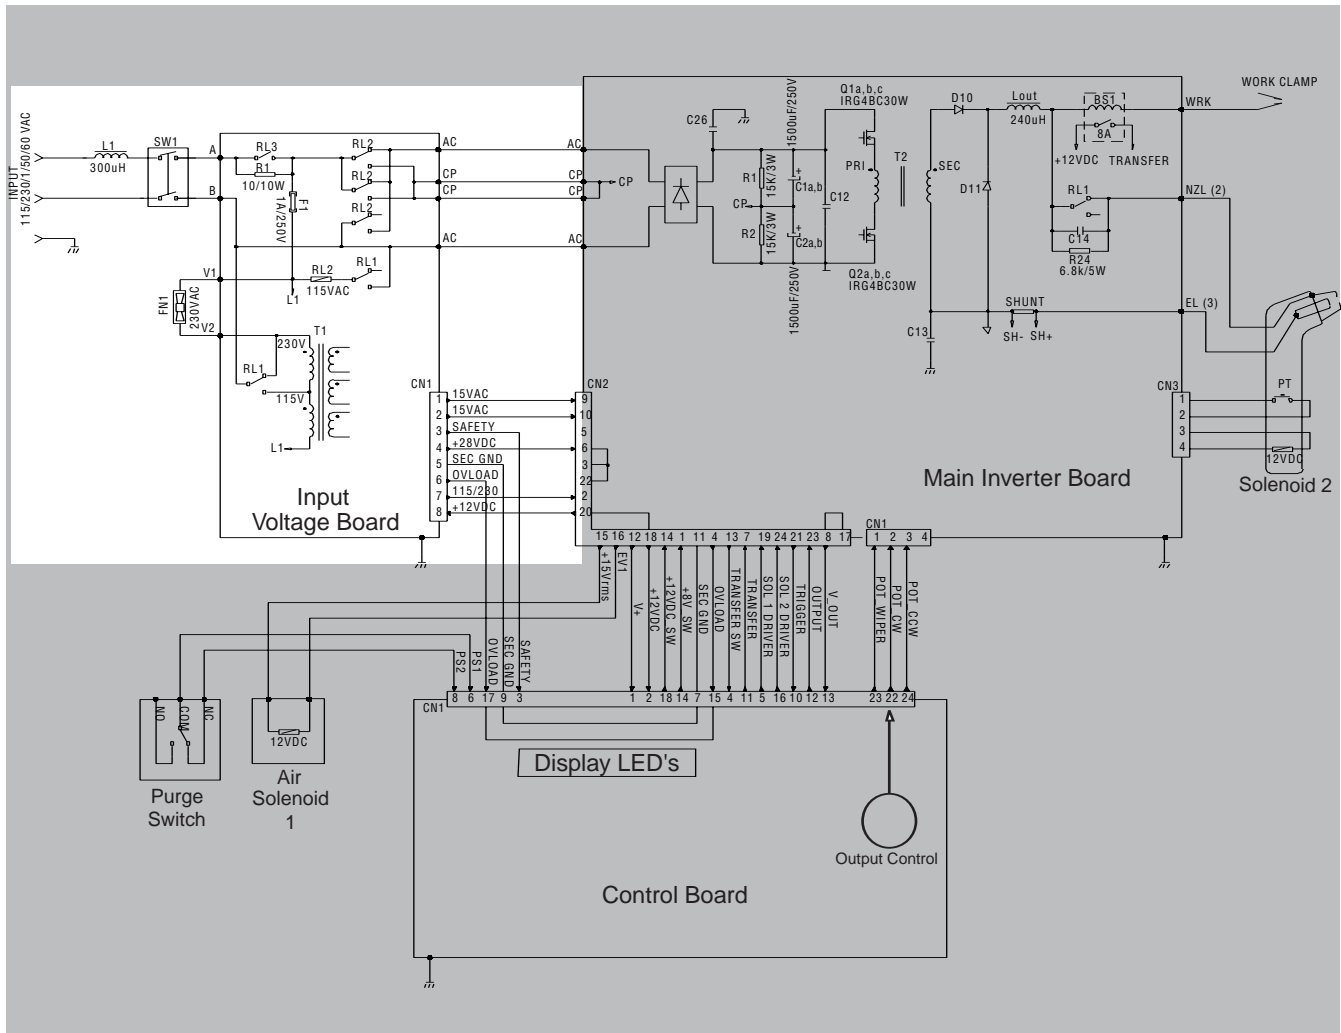 WORK CLAMP
INPUT
115/230/1/50/60 VAC
L1
300uH
SW1
A
B
RL3
R1
10/10W
F1
1A/250V
RL2
RL2
RL2
AC
CP
CP
AC
V1
V2
FN1
230VAC
RL2
115VAC
RL1
L1
T1
230V
RL1
115V
L1
Input
Voltage Board
CN1
1
2
3
4
5
6
7
8
15VAC
15VAC
SAFETY
+28VDC
SEC GND
OVLOAD
115/230
+12VDC
AC
CP
CP
AC
CP
CN2
9
10
5
6
3
22
2
20
C26
R1
15K/3W
CP
R2
15K/3W
1500uF/250V
+
C1a,b
+
C2a,b
1500uF/250V
C12
Q1a,b,c
IRG4BC30W
PRI
T2
SEC
Q2a,b,c
IRG4BC30W
D10
D11
Lout
240uH
BS1
8A
+12VDC
TRANSFER
WRK
RL1
C14
R24
6.8k/5W
NZL (2)
EL (3)
SHUNT
SH-
SH+
C13
Main Inverter Board
CN3
1
2
3
4
PT
12VDC
Solenoid 2
15 16 12 18 14 1 11 4 13 7 19 24 21 23 8 17
CN1
1 2 3 4
+15Vrms
EV1
V+
+12VDC
+12VDC SW
+8V SW
SEC GND
OVLOAD
TRANSFER SW
TRANSFER
SOL 1 DRIVER
SOL 2 DRIVER
TRIGGER
OUTPUT
V_OUT
POT_WIPER
POT_CW
POT_CCW
PS2
PS1
OVLOAD
SEC GND
SAFETY
CN1
8 6 17 9 3 1 2 18 14 7 15 4 11 5 16 10 12 13 23 22 24
NO
COM
NC
Purge
Switch
12VDC
Air
Solenoid
1
Display LED's
Output Control
Control Board